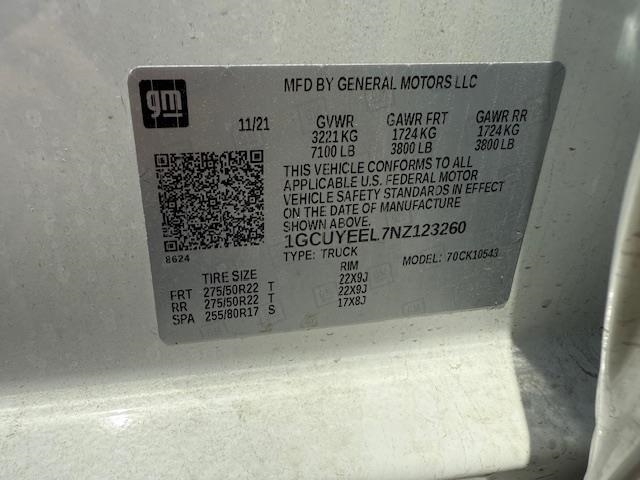 gm
MFD BY GENERAL MOTORS LLC
11/21 GVWR GAWR FRT GAWR RR
3221 KG 1724 KG 1724 KG
7100 LB 3800 LB 3800 LB
THIS VEHICLE CONFORMS TO ALL
APPLICABLE U.S. FEDERAL MOTOR
VEHICLE SAFETY STANDARDS IN EFFECT
ON THE DATE OF MANUFACTURE
SHOWN ABOVE.
1GCUYEEL7NZ123260
8624
TYPE: TRUCK MODEL: 70CK10543
TIRE SIZE RIM
FRT 275/50R22 T 22X9J
RR 275/50R22 T 22X9J
SPA 255/80R17 S 17X8J